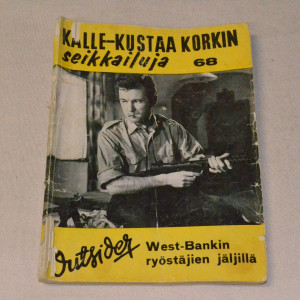 KALLE-KUSTAA KORKIN
seikkailuja 68
Outsider
West-Bankin
ryöstäjien jäljillä